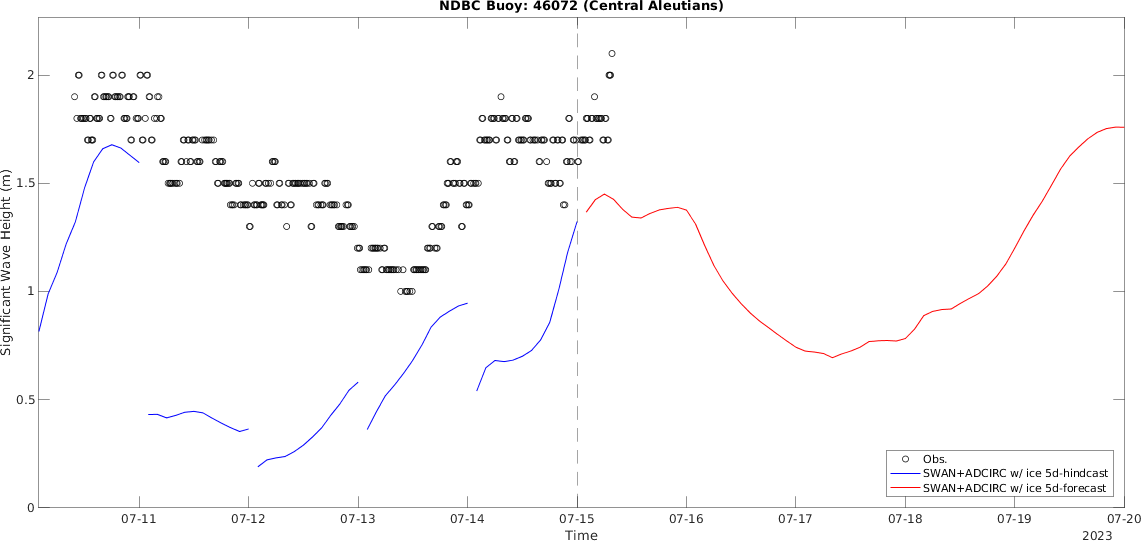 NDBC Buoy: 46072 (Central Aleutians)
Significant Wave Height (m)
2
1.5
1
0.5
0
Obs.
SWAN+ADCIRC w/ ice 5d-hindcast
SWAN+ADCIRC w/ ice 5d-forecast
07-11
07-12
07-13
07-14
07-15
07-16
07-17
07-18
07-19
07-20
Time
2023